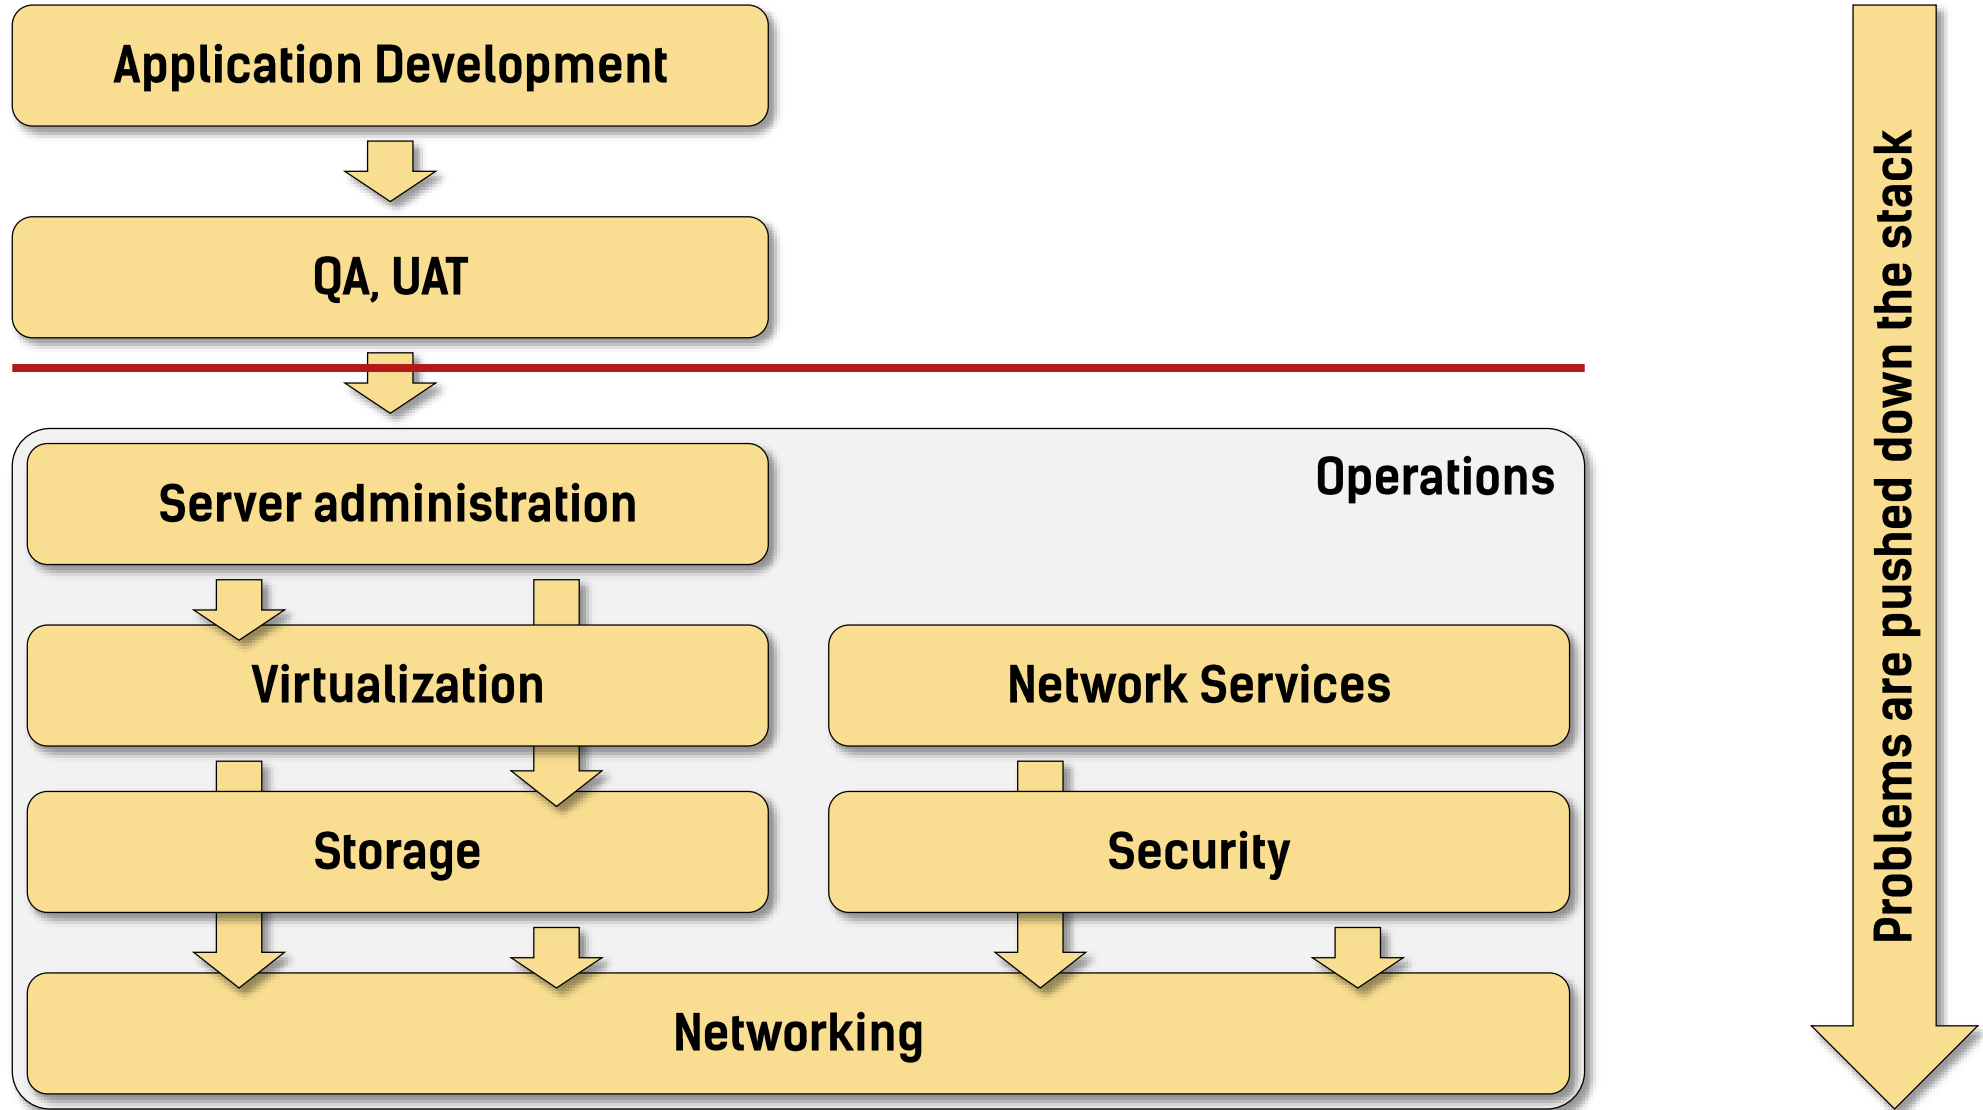 Application Development
QA, UAT
Operations
Server administration
Virtualization
Network Services
Storage
Security
Networking
Problems are pushed down the stack